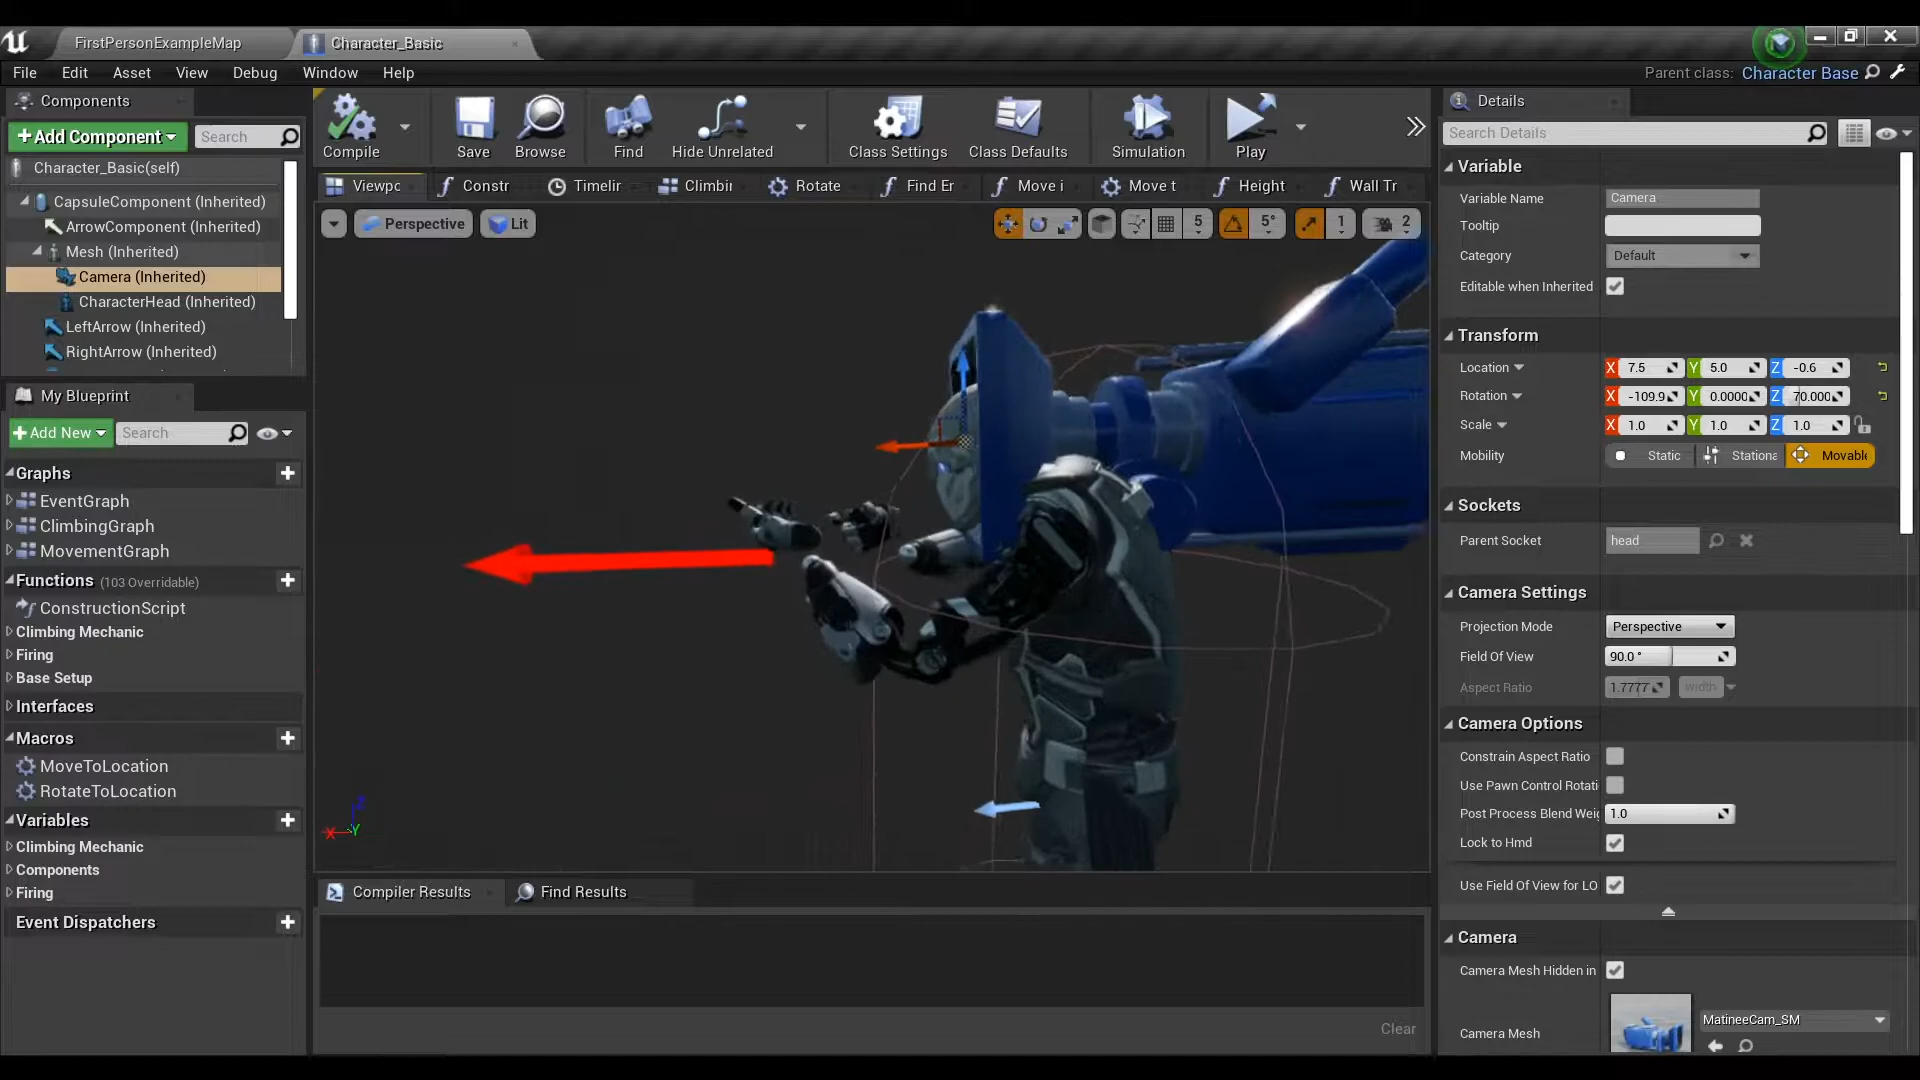 FirstPersonExampleMap
Character_Basic
File Edit Asset View Debug Window Help
Parent class: Character Base
Components
Add Component
Search
Character_Basic(self)
CapsuleComponent (Inherited)
ArrowComponent (Inherited)
Mesh (Inherited)
Camera (Inherited)
CharacterHead (Inherited)
LeftArrow (Inherited)
RightArrow (Inherited)
My Blueprint
Add New
Search
Graphs
EventGraph
ClimbingGraph
MovementGraph
Functions (103 Overridable)
ConstructionScript
Climbing Mechanic
Firing
Base Setup
Interfaces
Macros
MoveToLocation
RotateToLocation
Variables
Climbing Mechanic
Components
Firing
Event Dispatchers
Compile Save Browse Find Hide Unrelated Class Settings Class Defaults Simulation Play
Viewpc Constr Timelir Climbii Rotate Find Er Move i Move t Height Wall Tr
Perspective Lit 5 5° 1 2
Z
X Y
Compiler Results Find Results
Clear
Details
Search Details
Variable
Variable Name Camera
Tooltip
Category Default
Editable when Inherited
Transform
Location X 7.5 Y 5.0 Z -0.6
Rotation X -109.9 Y 0.0000 Z 70.000
Scale X 1.0 Y 1.0 Z 1.0
Mobility Static Stationa Movable
Sockets
Parent Socket head
Camera Settings
Projection Mode Perspective
Field Of View 90.0 °
Aspect Ratio 1.7777 width
Camera Options
Constrain Aspect Ratio
Use Pawn Control Rotati
Post Process Blend Weig 1.0
Lock to Hmd
Use Field Of View for LO
Camera
Camera Mesh Hidden in
Camera Mesh MatineeCam_SM